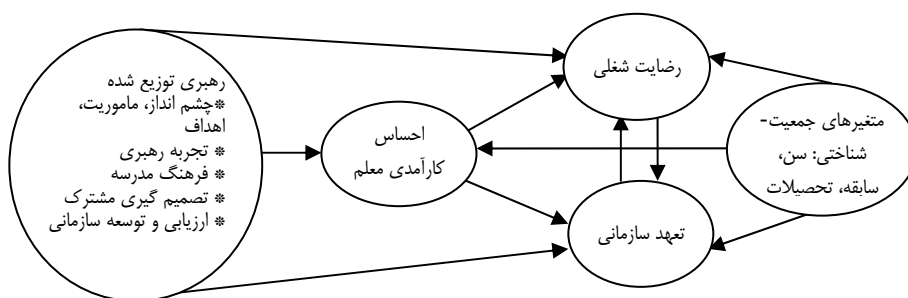 رهبری توزیع شده
❊چشم انداز، ماموریت،
اهداف
❊ تجربه رهبری
❊ فرهنگ مدرسه
❊ تصمیم گیری مشترک
❊ ارزیابی و توسعه سازمانی
احساس
کارآمدی معلم
رضایت شغلی
تعهد سازمانی
متغیرهای جمعیت-
شناختی: سن،
سابقه، تحصیلات